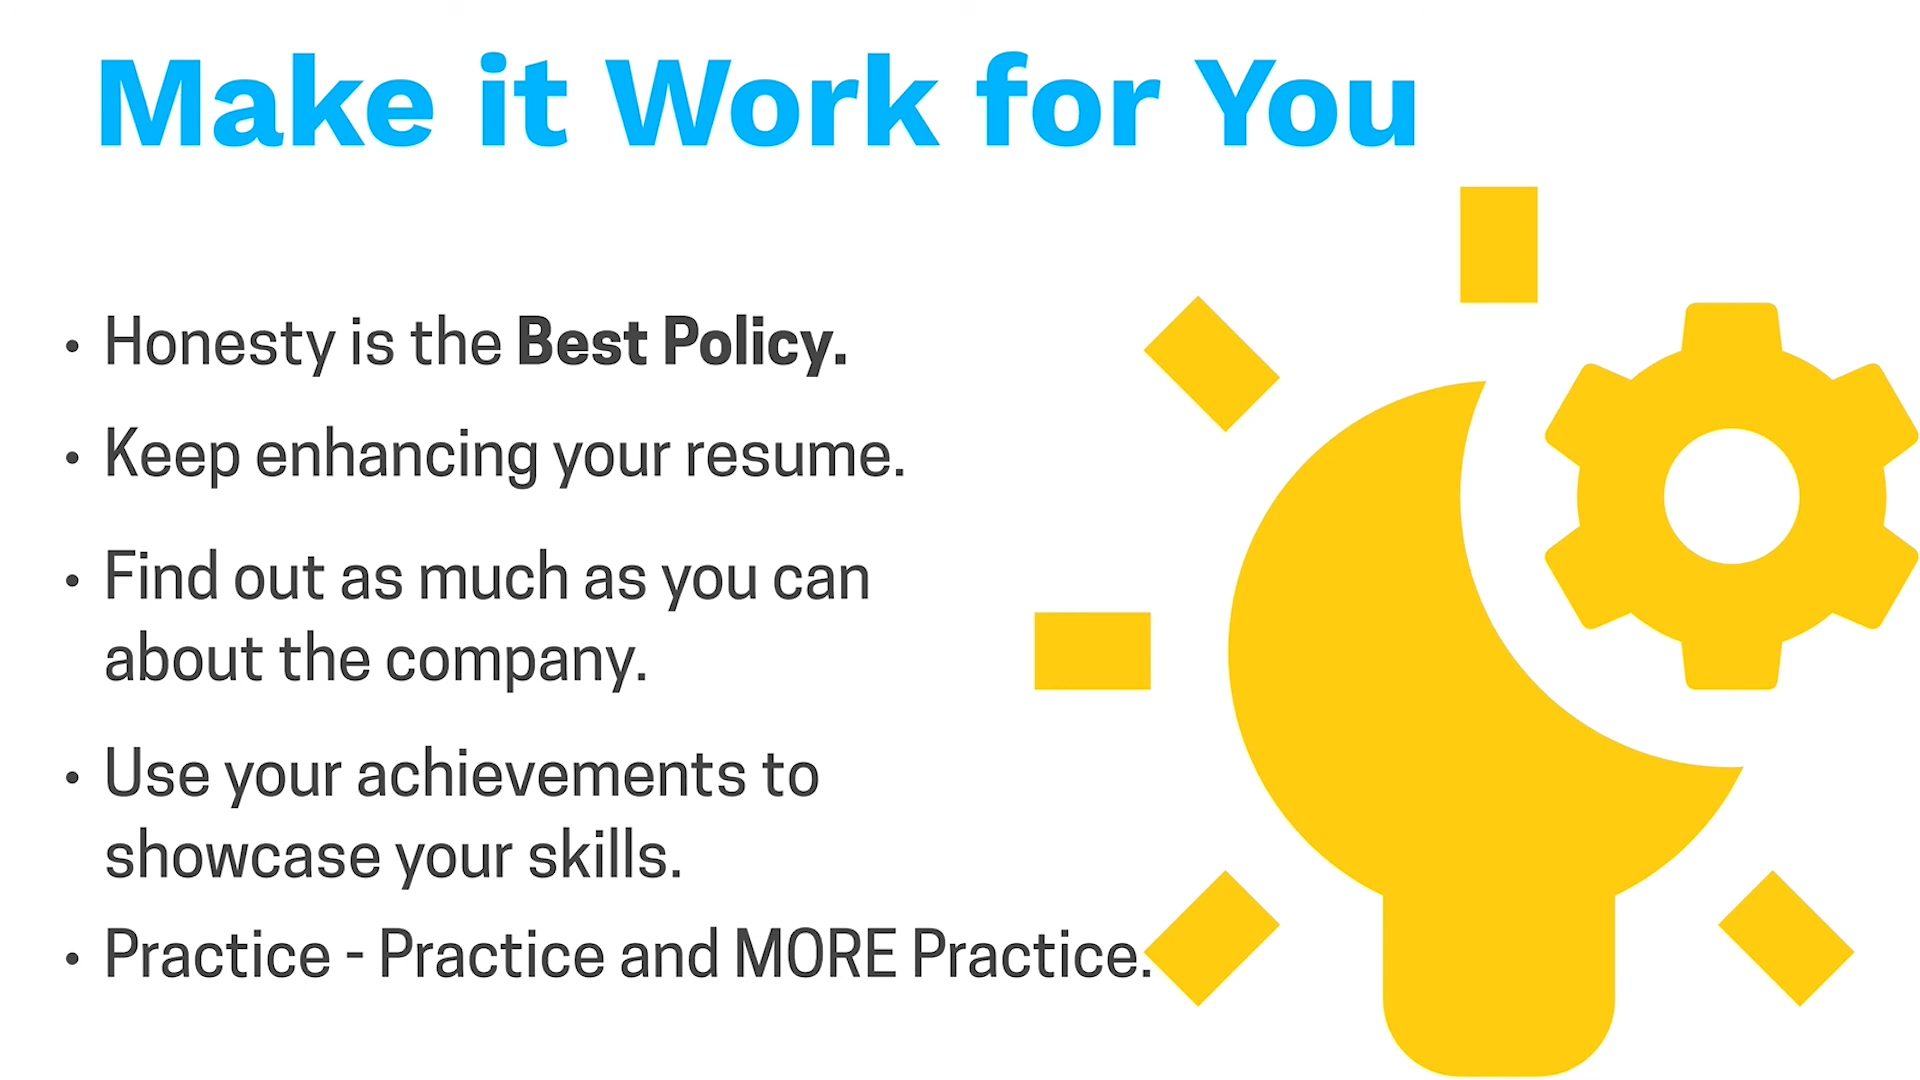 Make it Work for You
• Honesty is the Best Policy.
• Keep enhancing your resume.
• Find out as much as you can
about the company.
• Use your achievements to
showcase your skills.
• Practice - Practice and MORE Practice.